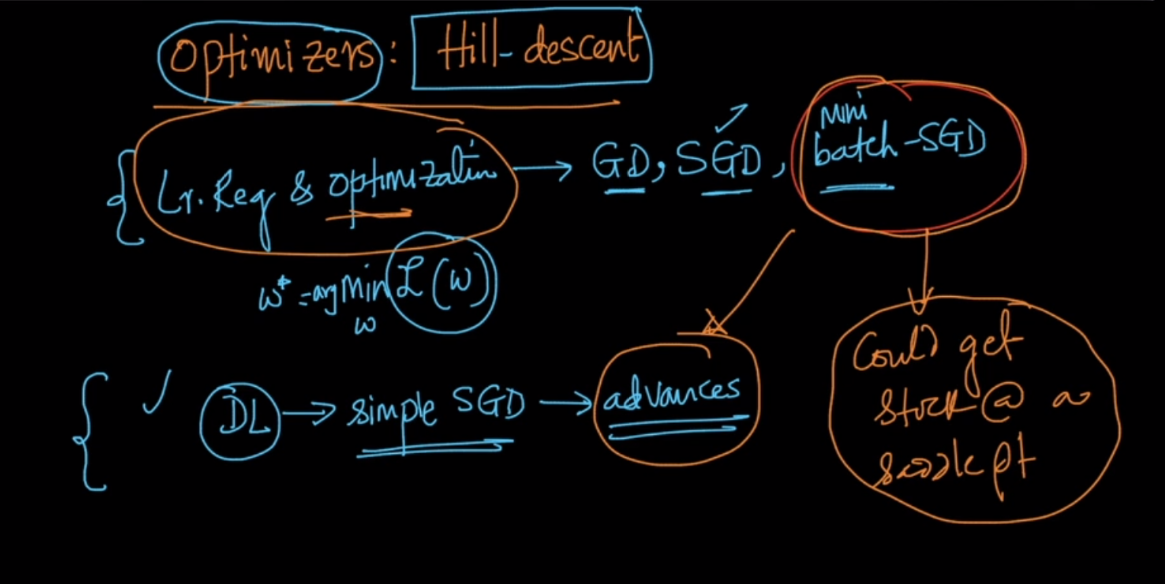 Optimizers: Hill-descent
Lr. Reg & optimization → GD, SGD, Mini batch-SGD
w* = argmin L(w)
w
DL → simple SGD → advances
Could get
stuck @ a
saddle pt